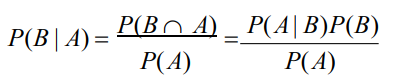 P(B | A) = P(B ∩ A) / P(A) = P(A | B)P(B) / P(A)